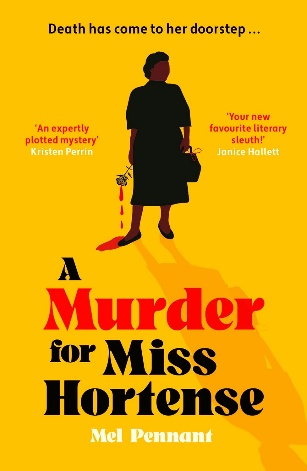 Death has come to her doorstep ...
'An expertly
plotted mystery'
Kristen Perrin
'Your new
favourite literary
sleuth!'
Janice Hallett
A
Murder
for Miss
Hortense
Mel Pennant